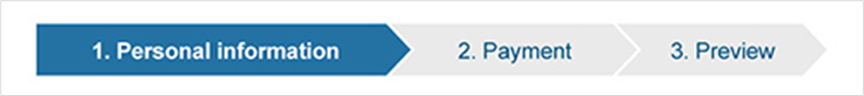 1. Personal information 2. Payment 3. Preview